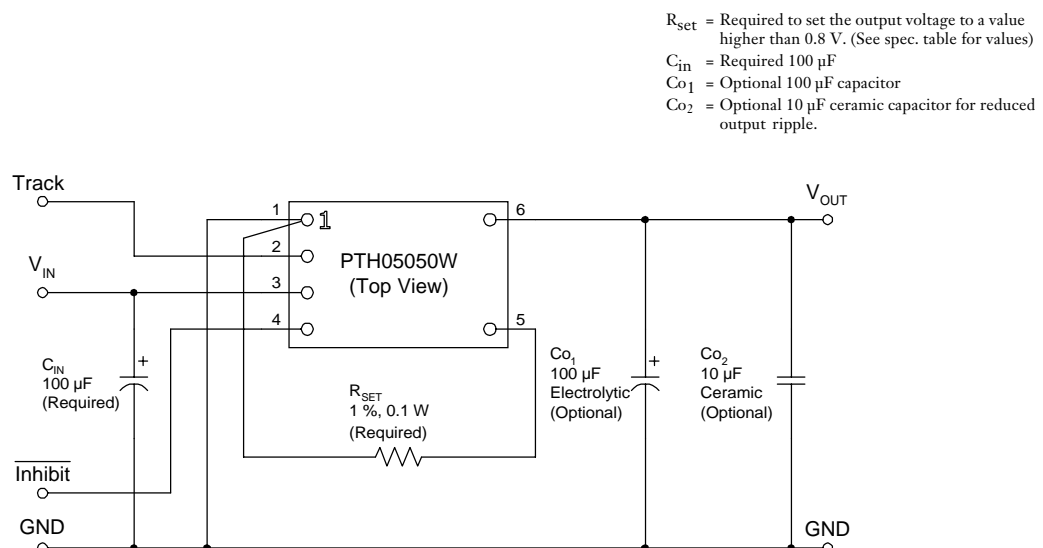 Rset = Required to set the output voltage to a value
higher than 0.8 V. (See spec. table for values)
Cin = Required 100 µF
Co1 = Optional 100 µF capacitor
Co2 = Optional 10 µF ceramic capacitor for reduced
output ripple.
Track
VIN
1
1
2
3
4
PTH05050W
(Top View)
6
5
VOUT
CIN
100 µF
(Required)
+
RSET
1 %, 0.1 W
(Required)
Co1
100 µF
Electrolytic
(Optional)
+
Co2
10 µF
Ceramic
(Optional)
Inhibit
GND
GND